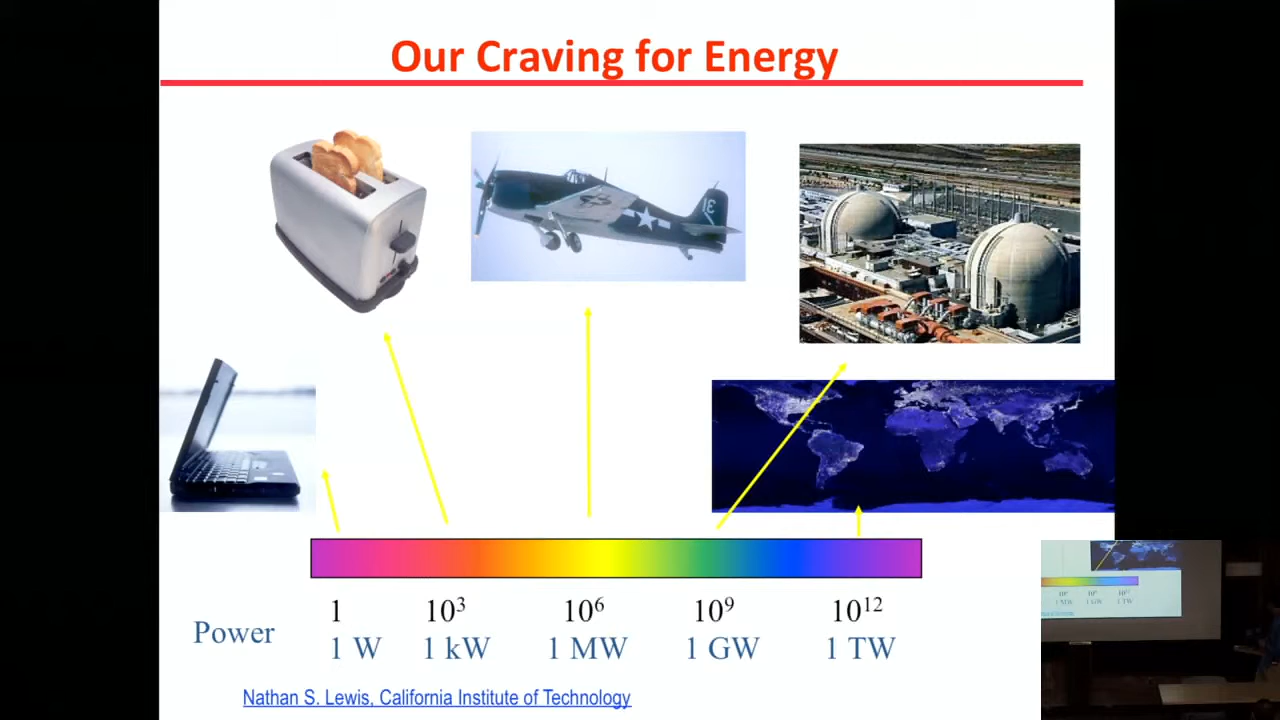 Our Craving for Energy
1 10³ 10⁶ 10⁹ 10¹²
Power 1 W 1 kW 1 MW 1 GW 1 TW
Nathan S. Lewis, California Institute of Technology